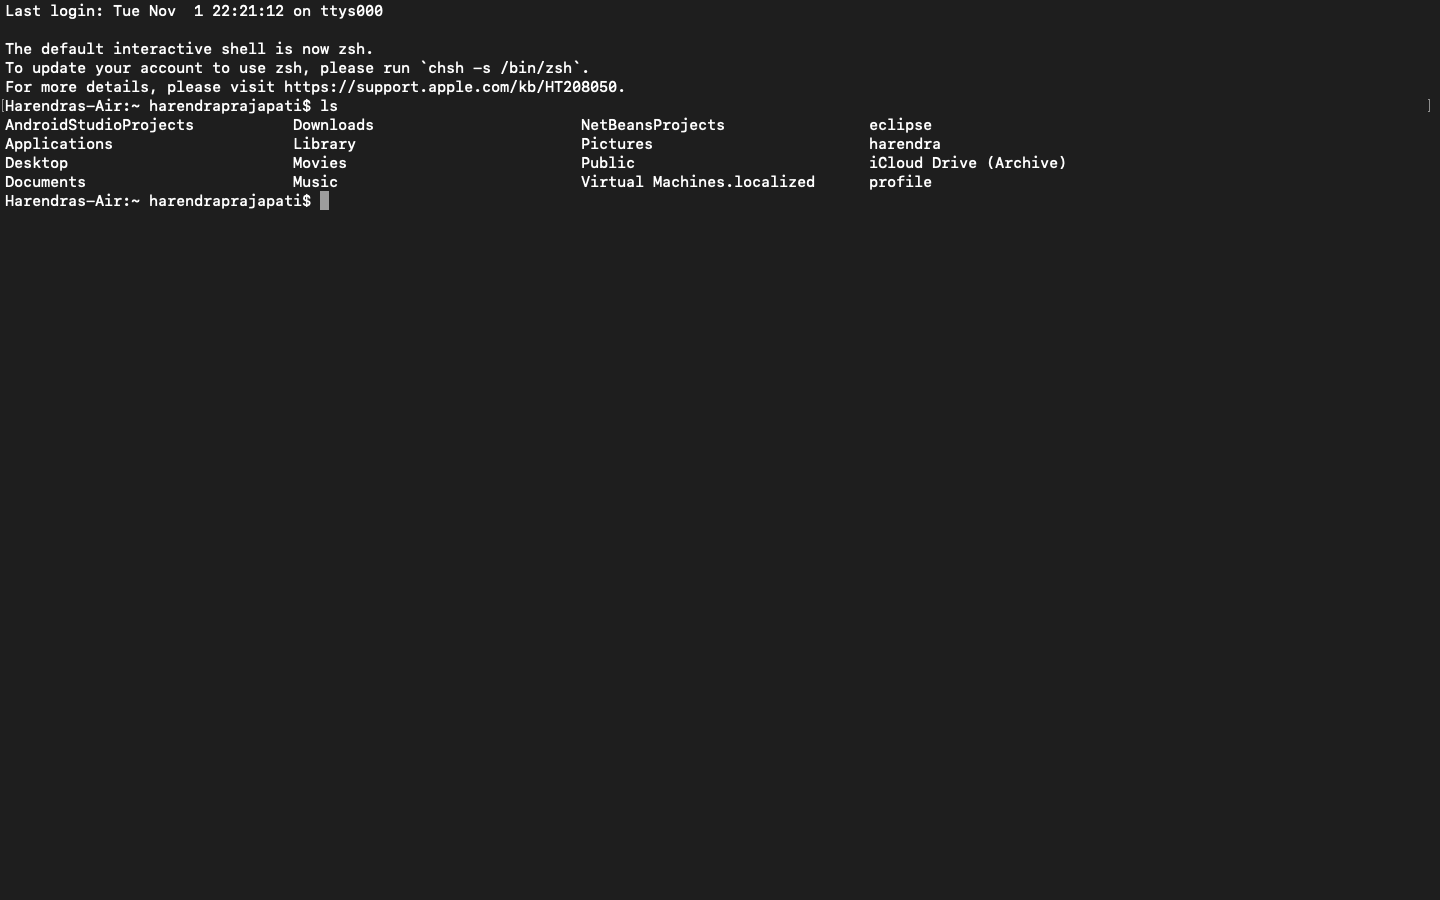 Last login: Tue Nov  1 22:21:12 on ttys000
The default interactive shell is now zsh.
To update your account to use zsh, please run `chsh -s /bin/zsh`.
For more details, please visit https://support.apple.com/kb/HT208050.
[Harendras-Air:~ harendraprajapati$ ls ]
AndroidStudioProjects           Downloads                       NetBeansProjects                eclipse
Applications                    Library                         Pictures                        harendra
Desktop                         Movies                          Public                          iCloud Drive (Archive)
Documents                       Music                           Virtual Machines.localized      profile
Harendras-Air:~ harendraprajapati$